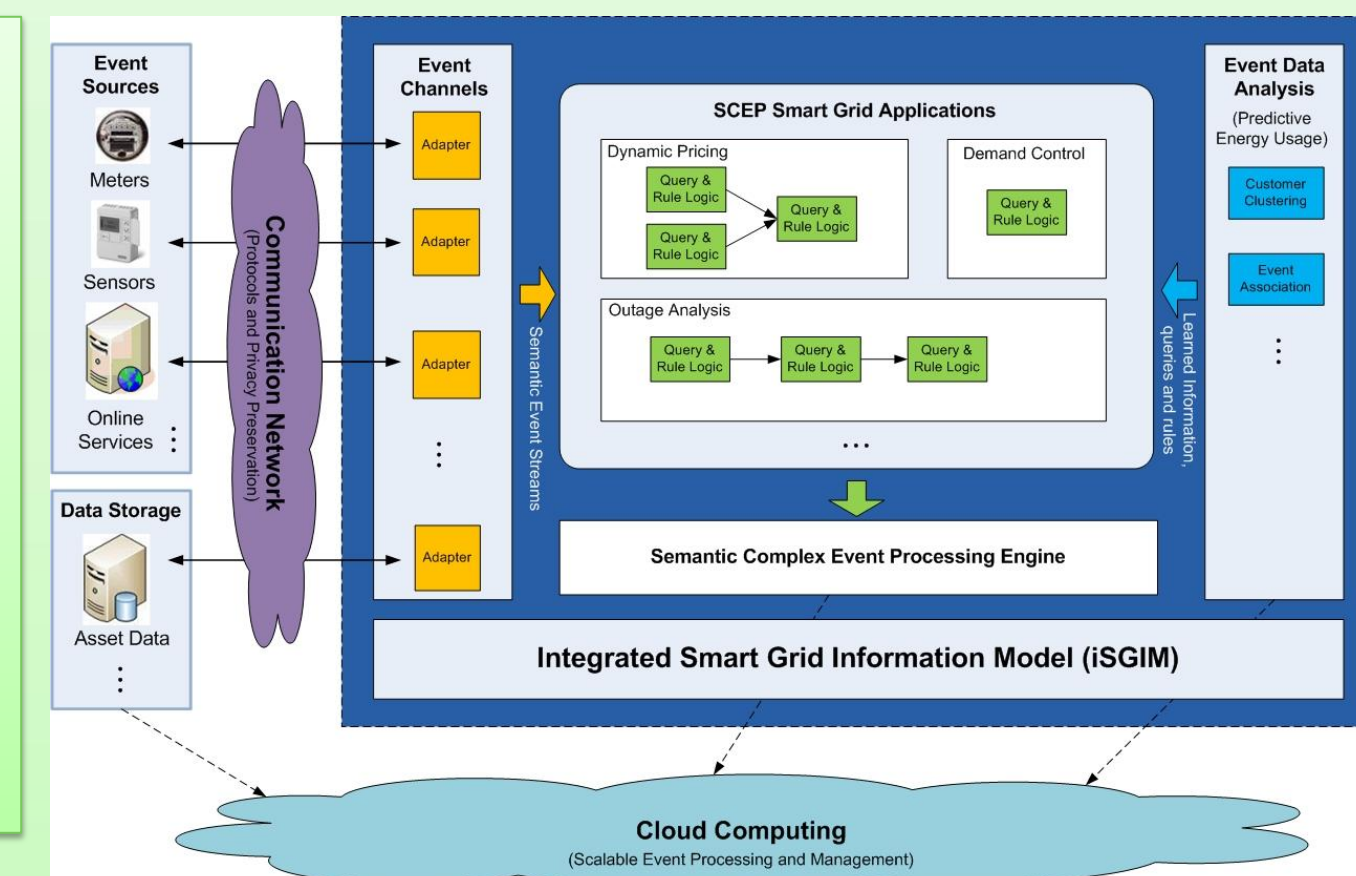 Event
Sources
Meters
Sensors
Online
Services
Data Storage
Asset Data
Communication Network
(Protocols and Privacy Preservation)
Event
Channels
Adapter
Adapter
Adapter
Adapter
Semantic Event Streams
SCEP Smart Grid Applications
Dynamic Pricing
Query &
Rule Logic
Query &
Rule Logic
Query &
Rule Logic
Demand Control
Query &
Rule Logic
Outage Analysis
Query &
Rule Logic
Query &
Rule Logic
Query &
Rule Logic
...
Learned Information,
queries and rules
Event Data
Analysis
(Predictive
Energy Usage)
Customer
Clustering
Event
Association
Semantic Complex Event Processing Engine
Integrated Smart Grid Information Model (iSGIM)
Cloud Computing
(Scalable Event Processing and Management)